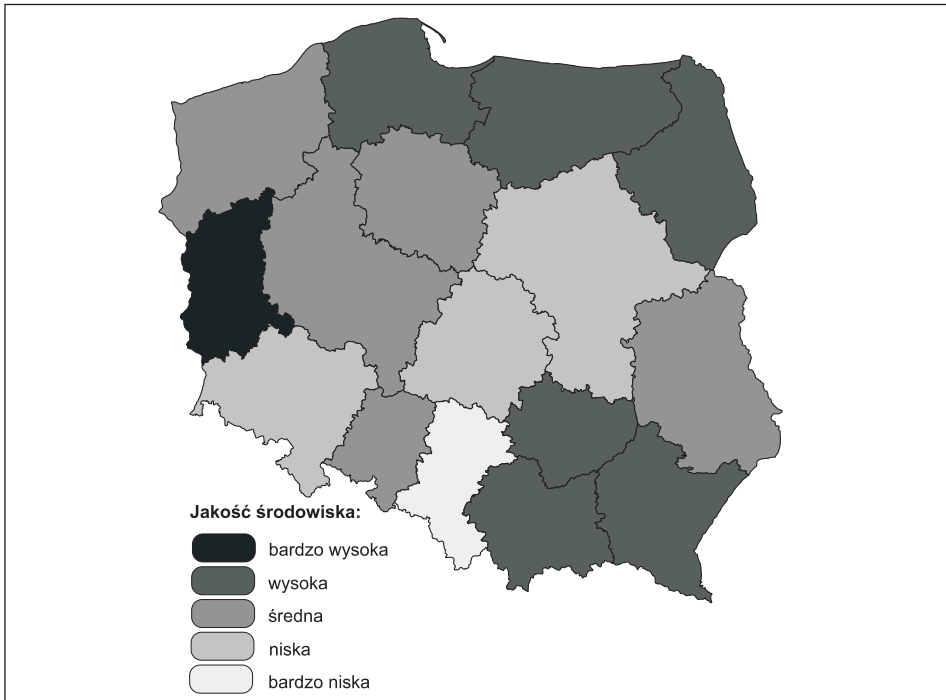 Jakość środowiska:
bardzo wysoka
wysoka
średna
niska
bardzo niska